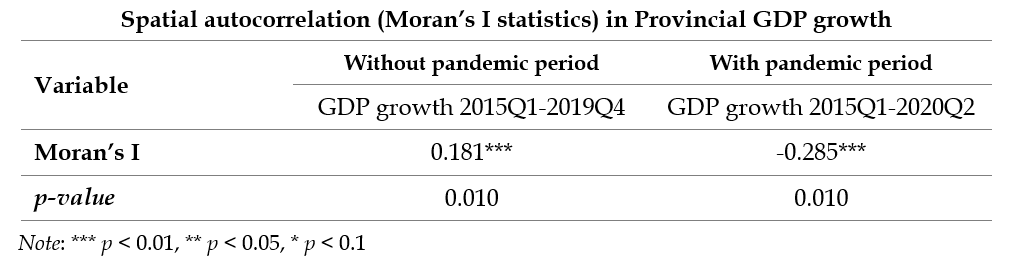 Spatial autocorrelation (Moran’s I statistics) in Provincial GDP growth
Variable
Without pandemic period With pandemic period
GDP growth 2015Q1-2019Q4 GDP growth 2015Q1-2020Q2
Moran’s I 0.181*** -0.285***
p-value 0.010 0.010
Note: *** p < 0.01, ** p < 0.05, * p < 0.1